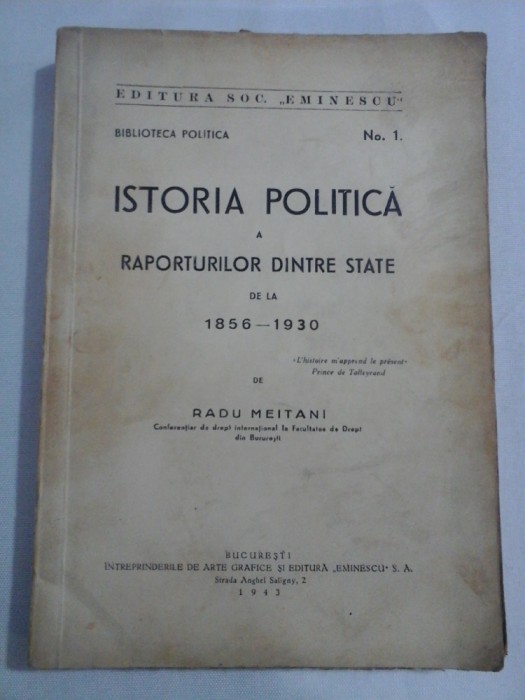 EDITURA SOC. „EMINESCU"
BIBLIOTECA POLITICA No. 1.
ISTORIA POLITICĂ
A
RAPORTURILOR DINTRE STATE
DE LA
1856—1930
«L'histoire m'apprend le présent»
Prince de Talleyrand
DE
RADU MEITANI
Conferențiar de drept internațional la Facultatea de Drept
din București
BUCUREȘTI
ÎNTREPRINDERILE DE ARTE GRAFICE ȘI EDITURA „EMINESCU" S. A.
Strada Anghel Saligny, 2
1943